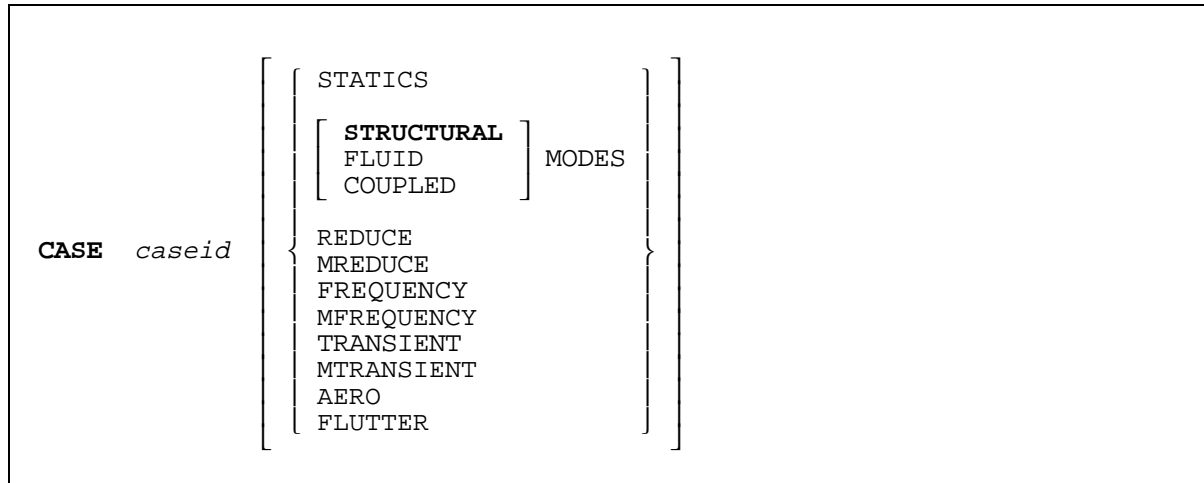 STATICS
STRUCTURAL
FLUID MODES
COUPLED
CASE caseid REDUCE
MREDUCE
FREQUENCY
MFREQUENCY
TRANSIENT
MTRANSIENT
AERO
FLUTTER